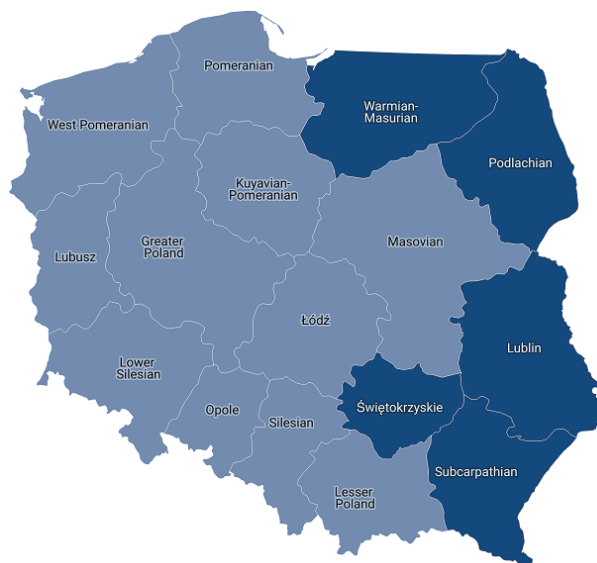 Pomeranian
Warmian-
Masurian
West Pomeranian
Podlachian
Kuyavian-
Pomeranian
Greater
Poland
Masovian
Lubusz
Łódź
Lublin
Lower
Silesian
Opole
Świętokrzyskie
Silesian
Subcarpathian
Lesser
Poland